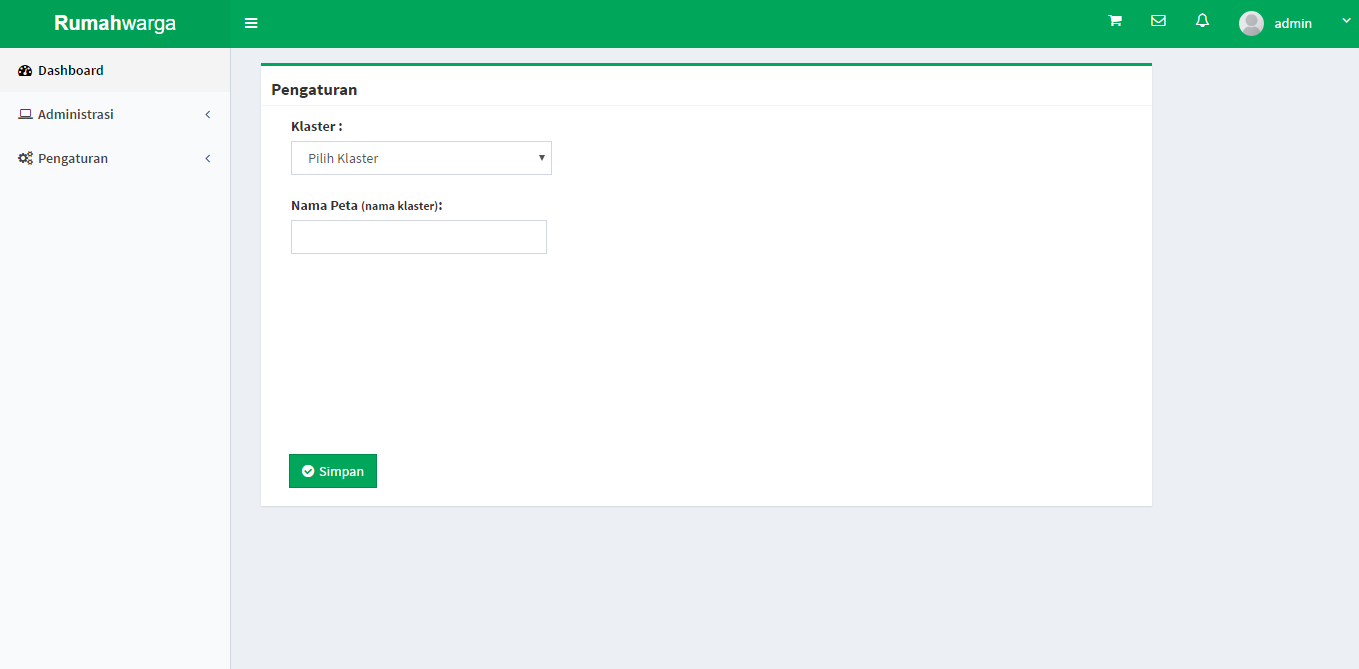 Rumahwarga
admin
Dashboard
Administrasi
Pengaturan
Pengaturan
Klaster :
Pilih Klaster
Nama Peta (nama klaster):
Simpan